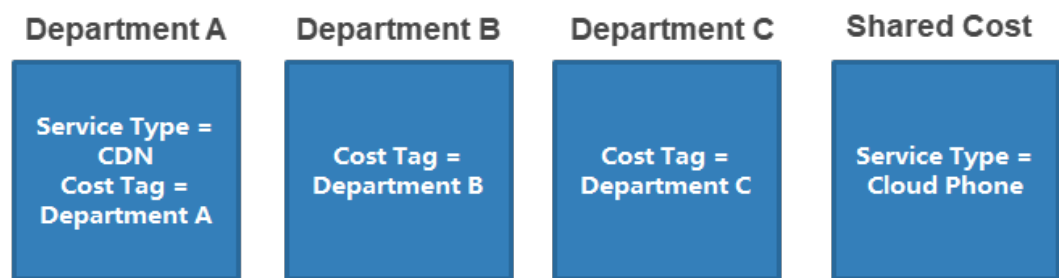 Department A
Department B
Department C
Shared Cost
Service Type =
CDN
Cost Tag =
Department A
Cost Tag =
Department B
Cost Tag =
Department C
Service Type =
Cloud Phone